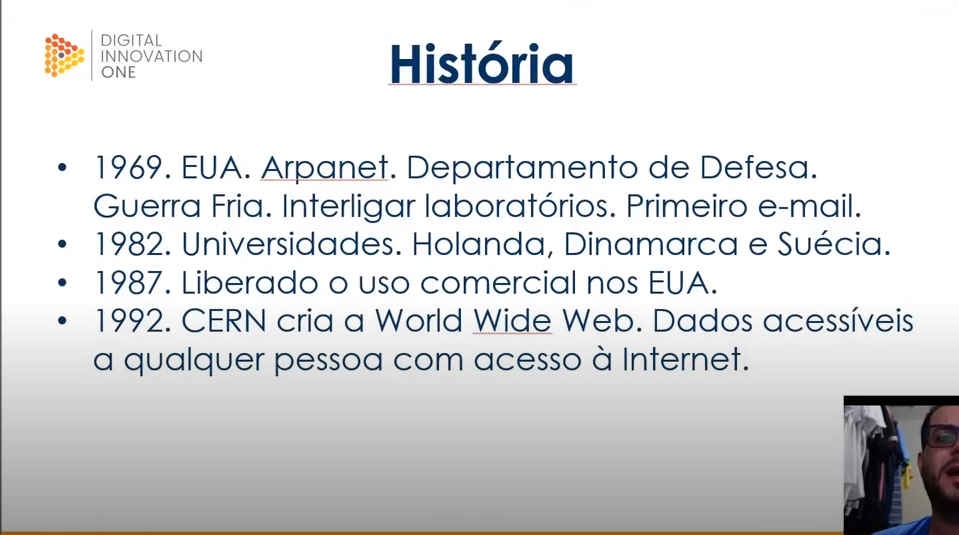 DIGITAL
INNOVATION
ONE
História
• 1969. EUA. Arpanet. Departamento de Defesa.
Guerra Fria. Interligar laboratórios. Primeiro e-mail.
• 1982. Universidades. Holanda, Dinamarca e Suécia.
• 1987. Liberado o uso comercial nos EUA.
• 1992. CERN cria a World Wide Web. Dados acessíveis
a qualquer pessoa com acesso à Internet.